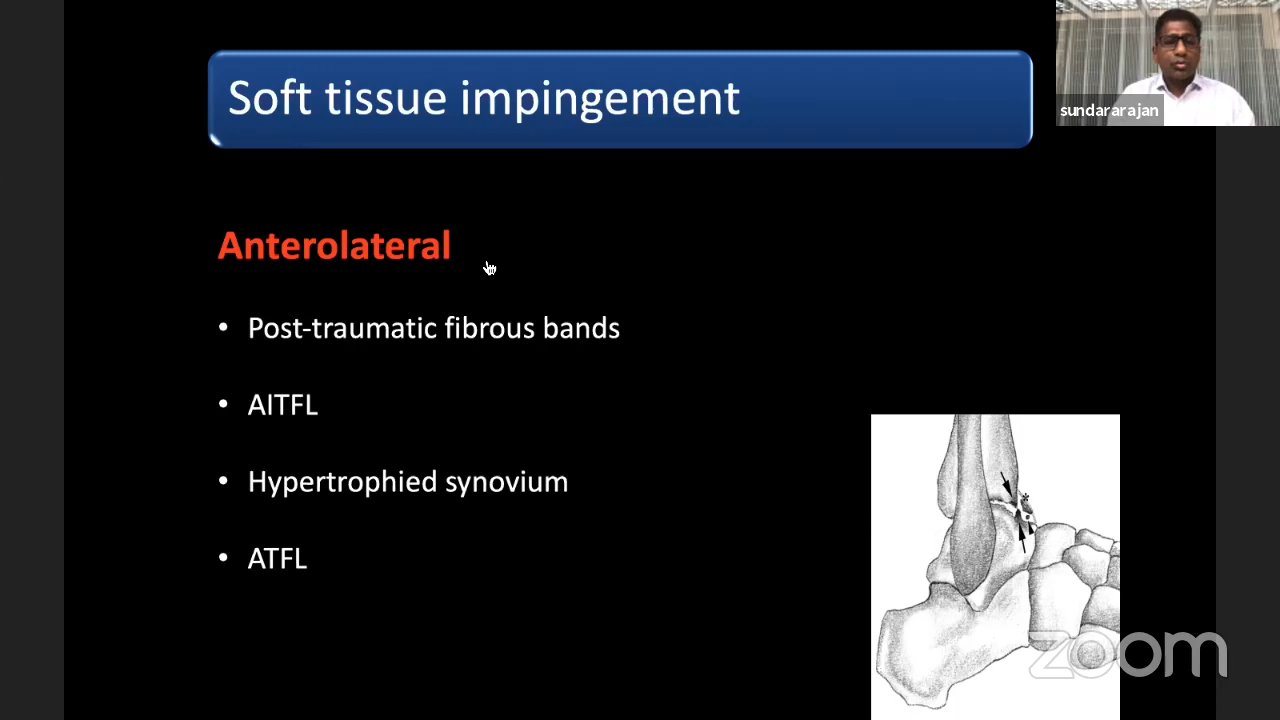 Soft tissue impingement
sundararajan
Anterolateral
• Post-traumatic fibrous bands
• AITFL
• Hypertrophied synovium
• ATFL
zoom